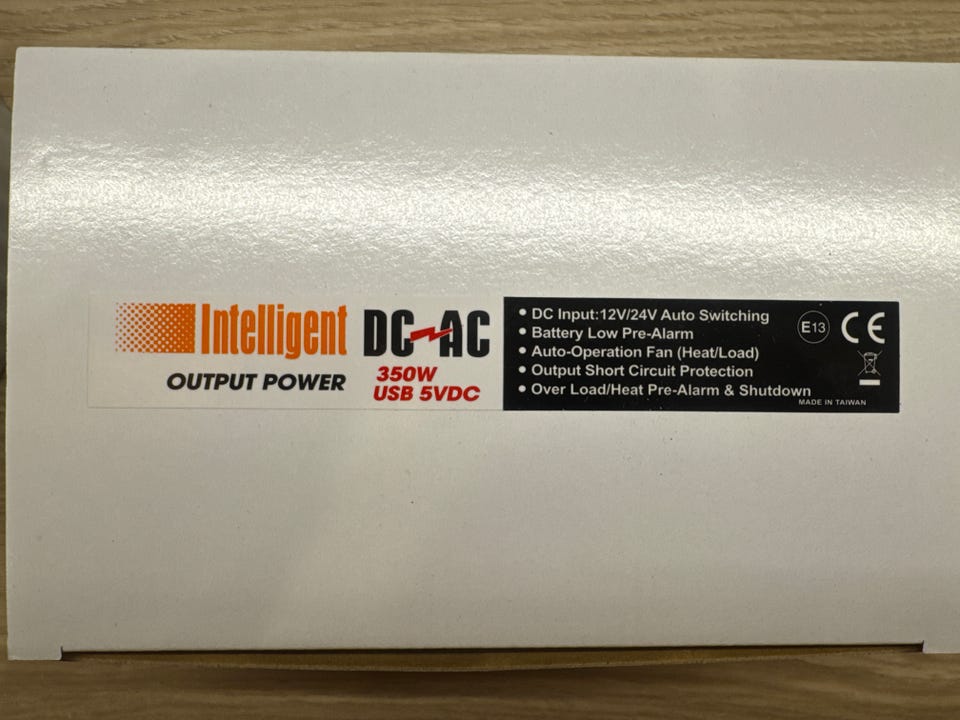 Intelligent DC AC
OUTPUT POWER 350W
USB 5VDC
• DC Input:12V/24V Auto Switching
• Battery Low Pre-Alarm
• Auto-Operation Fan (Heat/Load)
• Output Short Circuit Protection
• Over Load/Heat Pre-Alarm & Shutdown
E13 CE
MADE IN TAIWAN